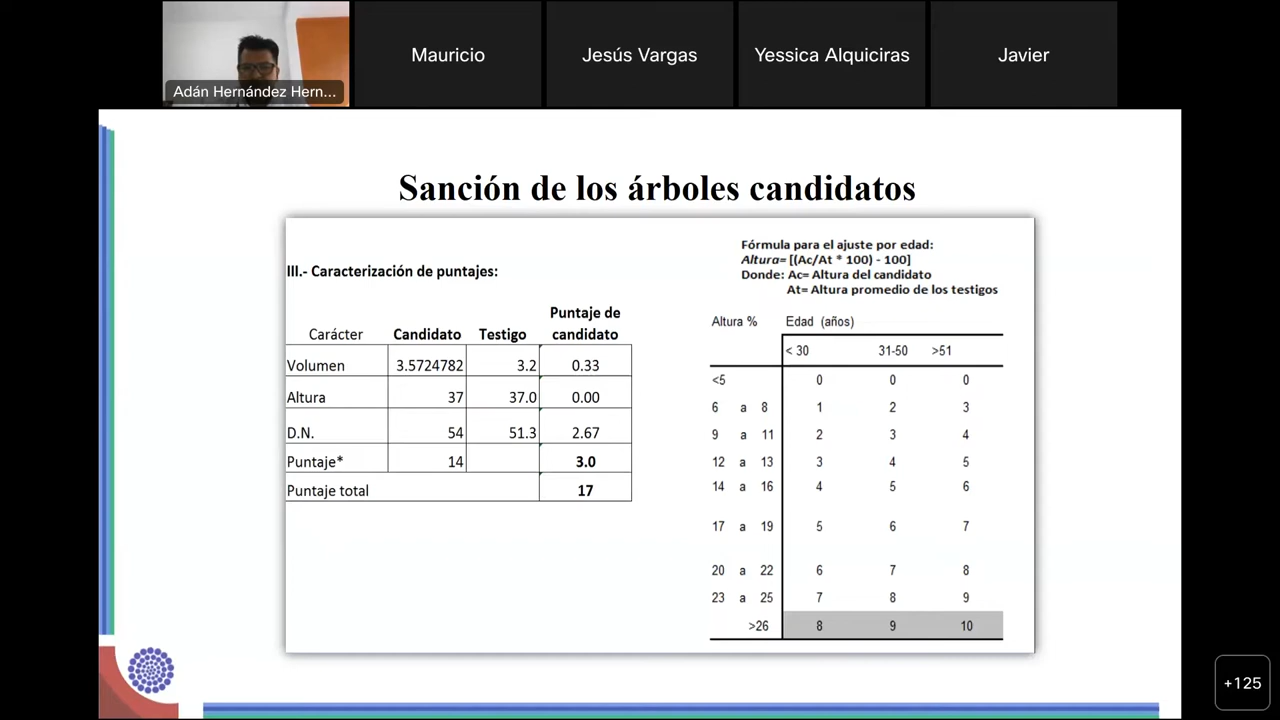 Adán Hernández Hern...
Mauricio
Jesús Vargas
Yessica Alquiciras
Javier
Sanción de los árboles candidatos
III.- Caracterización de puntajes:
Carácter Candidato Testigo Puntaje de candidato
Volumen 3.5724782 3.2 0.33
Altura 37 37.0 0.00
D.N. 54 51.3 2.67
Puntaje* 14 3.0
Puntaje total 17
Fórmula para el ajuste por edad:
Altura= [(Ac/At * 100) - 100]
Donde: Ac= Altura del candidato
At= Altura promedio de los testigos
Altura % Edad (años)
< 30 31-50 >51
<5 0 0 0
6 a 8 1 2 3
9 a 11 2 3 4
12 a 13 3 4 5
14 a 16 4 5 6
17 a 19 5 6 7
20 a 22 6 7 8
23 a 25 7 8 9
>26 8 9 10
+125